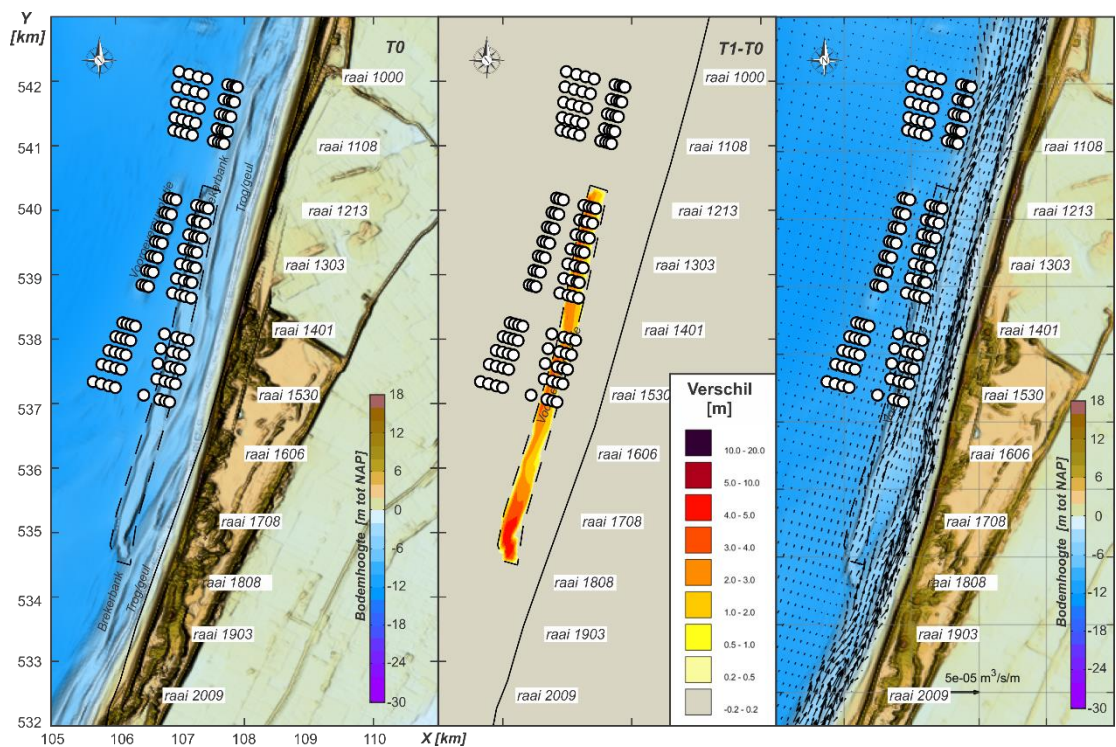 Y
[km]
542
541
540
539
538
537
536
535
534
533
532
105
106
107
108
109
110
X [km]
T0
raai 1000
raai 1108
raai 1213
raai 1303
raai 1401
raai 1530
raai 1606
raai 1708
raai 1808
raai 1903
raai 2009
Trog/geul
Brekerbank
Trog/geul
Bodemhoogte [m tot NAP]
18
12
6
0
-6
-12
-18
-24
-30
T1-T0
raai 1000
raai 1108
raai 1213
raai 1303
raai 1401
raai 1530
raai 1606
raai 1708
raai 1808
raai 1903
raai 2009
Verschil
[m]
10.0 - 20.0
5.0 - 10.0
4.0 - 5.0
3.0 - 4.0
2.0 - 3.0
1.0 - 2.0
0.5 - 1.0
0.2 - 0.5
-0.2 - 0.2
raai 1000
raai 1108
raai 1213
raai 1303
raai 1401
raai 1530
raai 1606
raai 1708
raai 1808
raai 1903
raai 2009
Bodemhoogte [m tot NAP]
18
12
6
0
-6
-12
-18
-24
-30
5e-05 m³/s/m